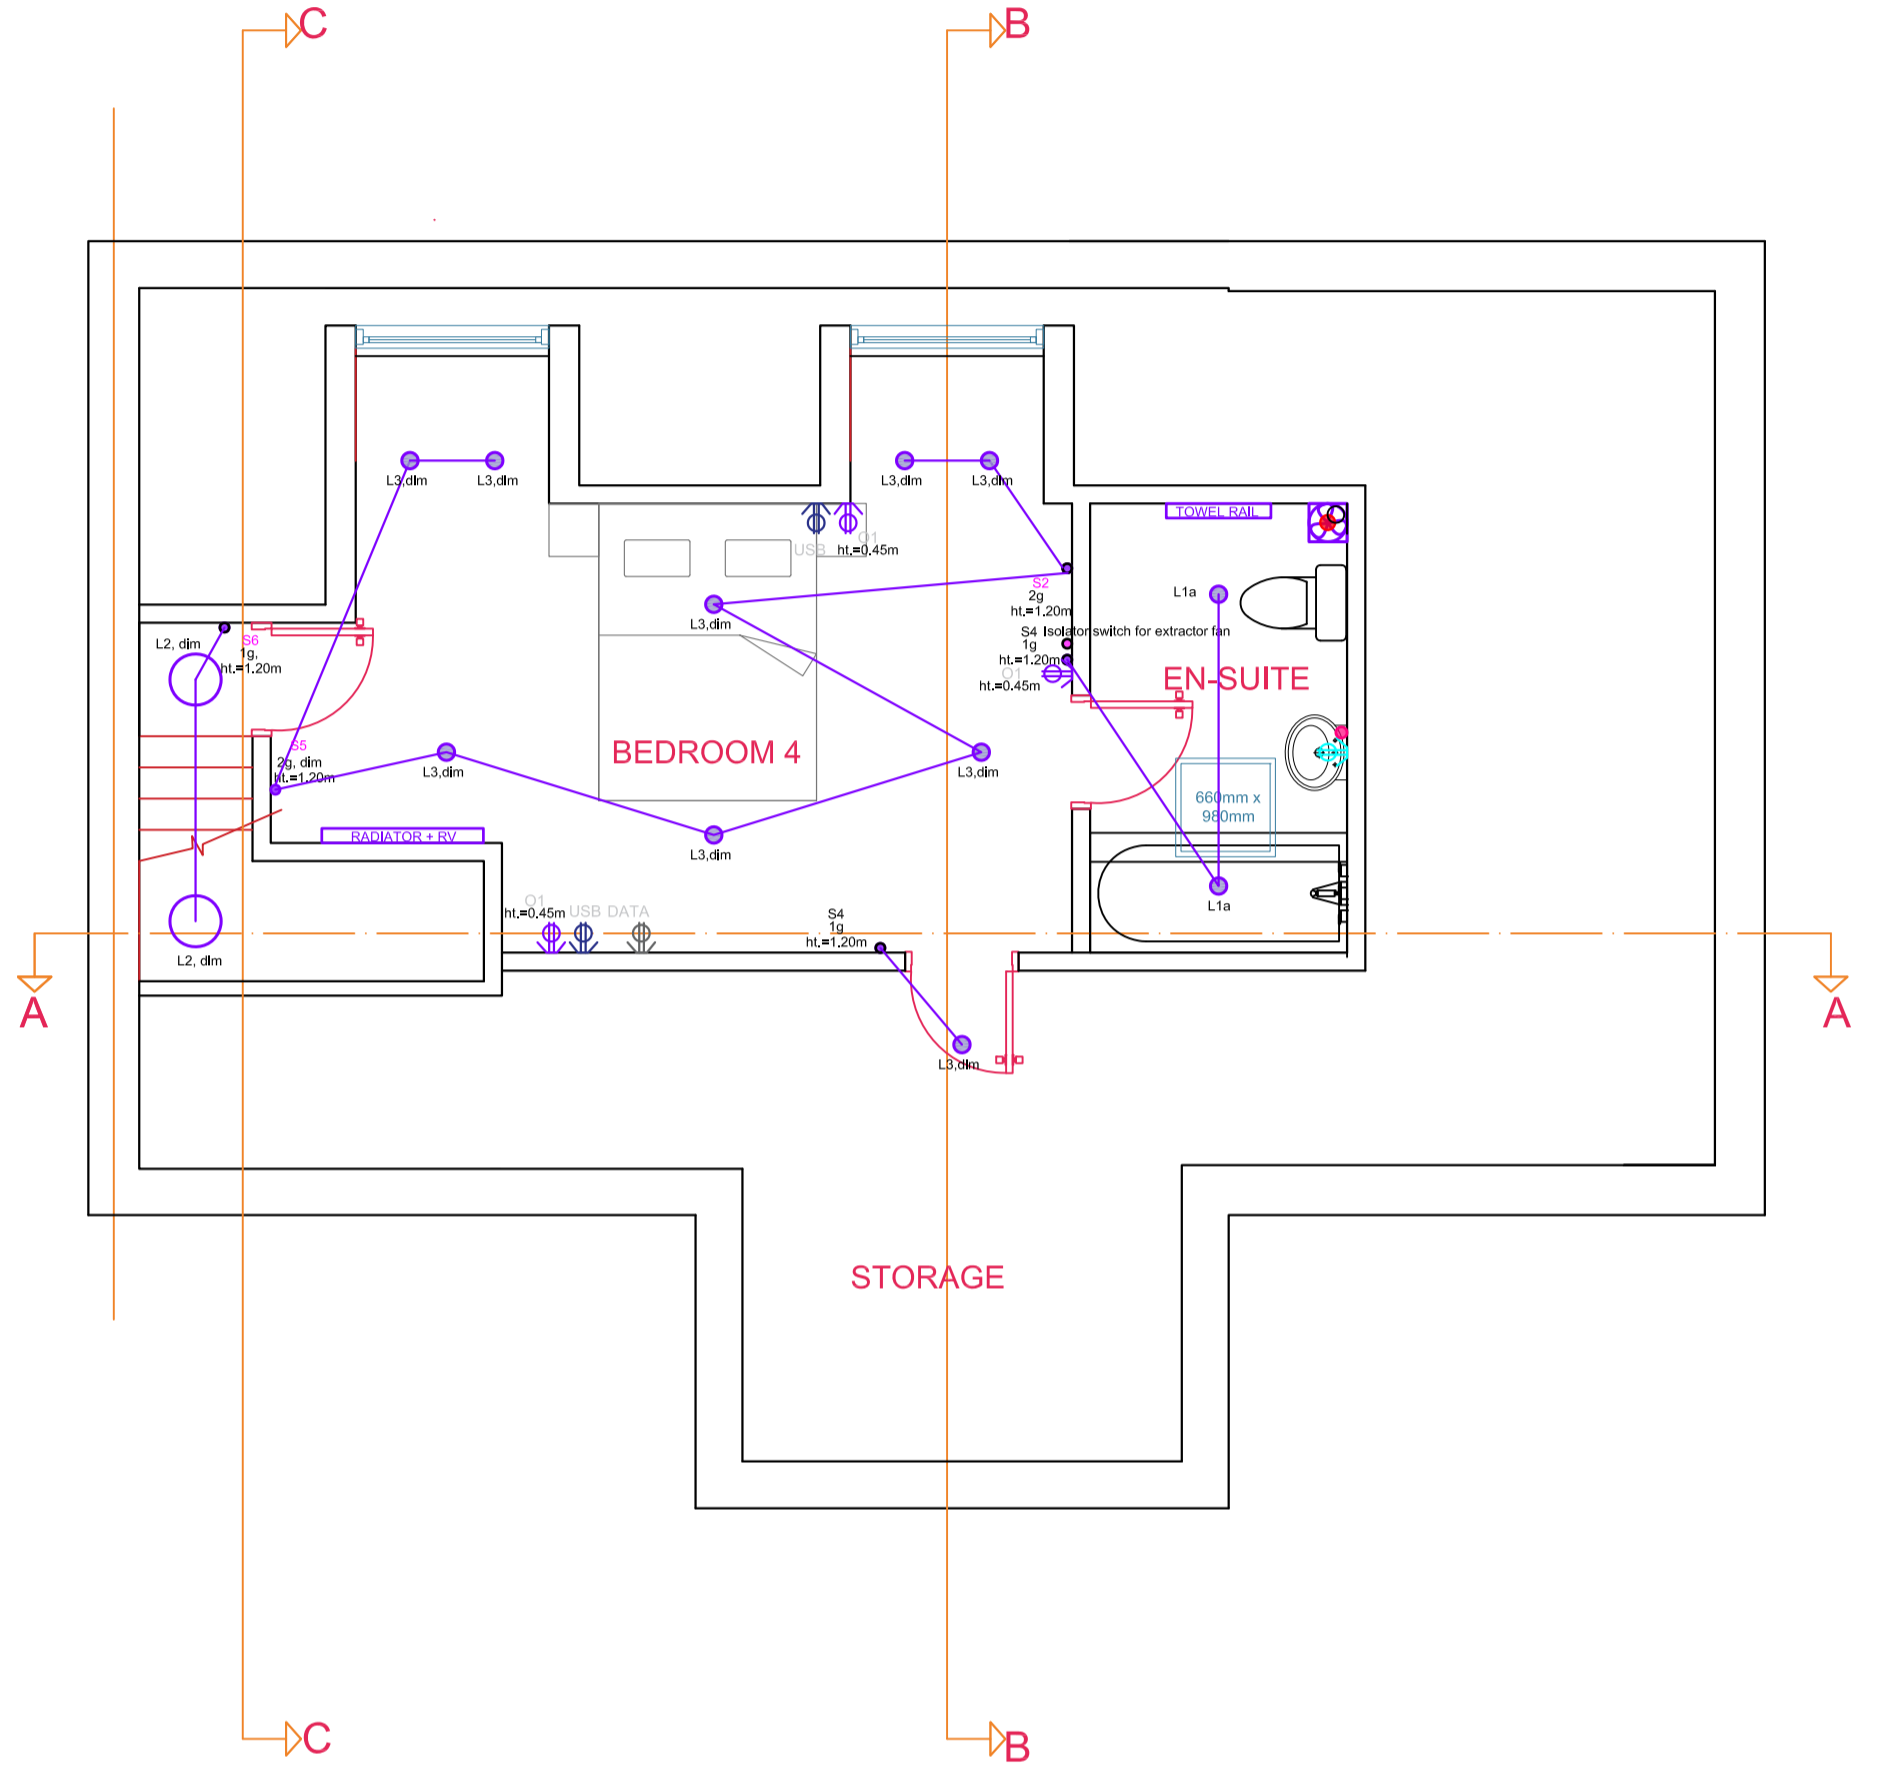 C
B
L3,dim
L3,dim
L3,dim
L3,dim
TOWEL RAIL
USB
O1
ht.=0.45m
S2
2g
ht.=1.20m
L1a
L3,dim
S4 Isolator switch for extractor fan
1g
ht.=1.20m
O1
ht.=0.45m
L2, dim
S6
1g,
ht.=1.20m
EN-SUITE
S5
2g, dim
ht.=1.20m
BEDROOM 4
L3,dim
L3,dim
660mm x
980mm
RADIATOR + RV
L3,dim
O1
ht.=0.45m
USB DATA
S4
1g
ht.=1.20m
L1a
L2, dim
A
A
L3,dim
STORAGE
C
B